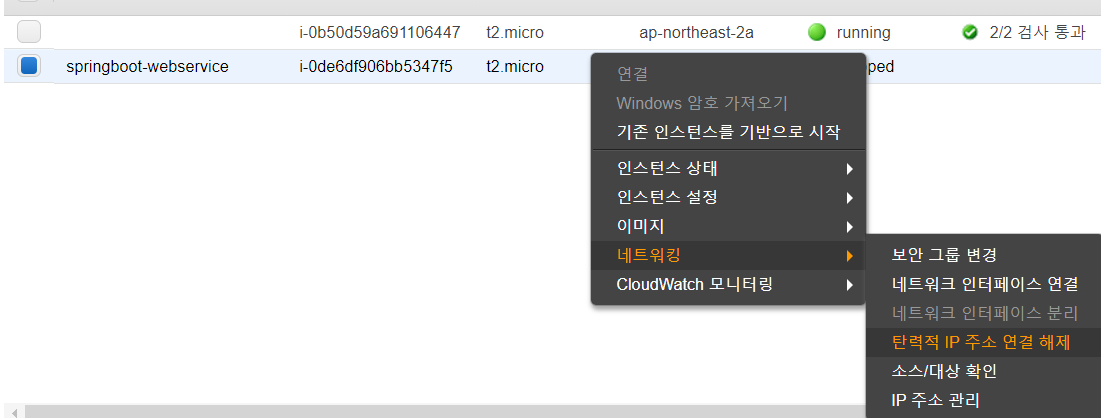 i-0b50d59a691106447 t2.micro ap-northeast-2a running 2/2 검사 통과
springboot-webservice i-0de6df906bb5347f5 t2.micro pped
연결
Windows 암호 가져오기
기존 인스턴스를 기반으로 시작
인스턴스 상태
인스턴스 설정
이미지
네트워킹
CloudWatch 모니터링
보안 그룹 변경
네트워크 인터페이스 연결
네트워크 인터페이스 분리
탄력적 IP 주소 연결 해제
소스/대상 확인
IP 주소 관리